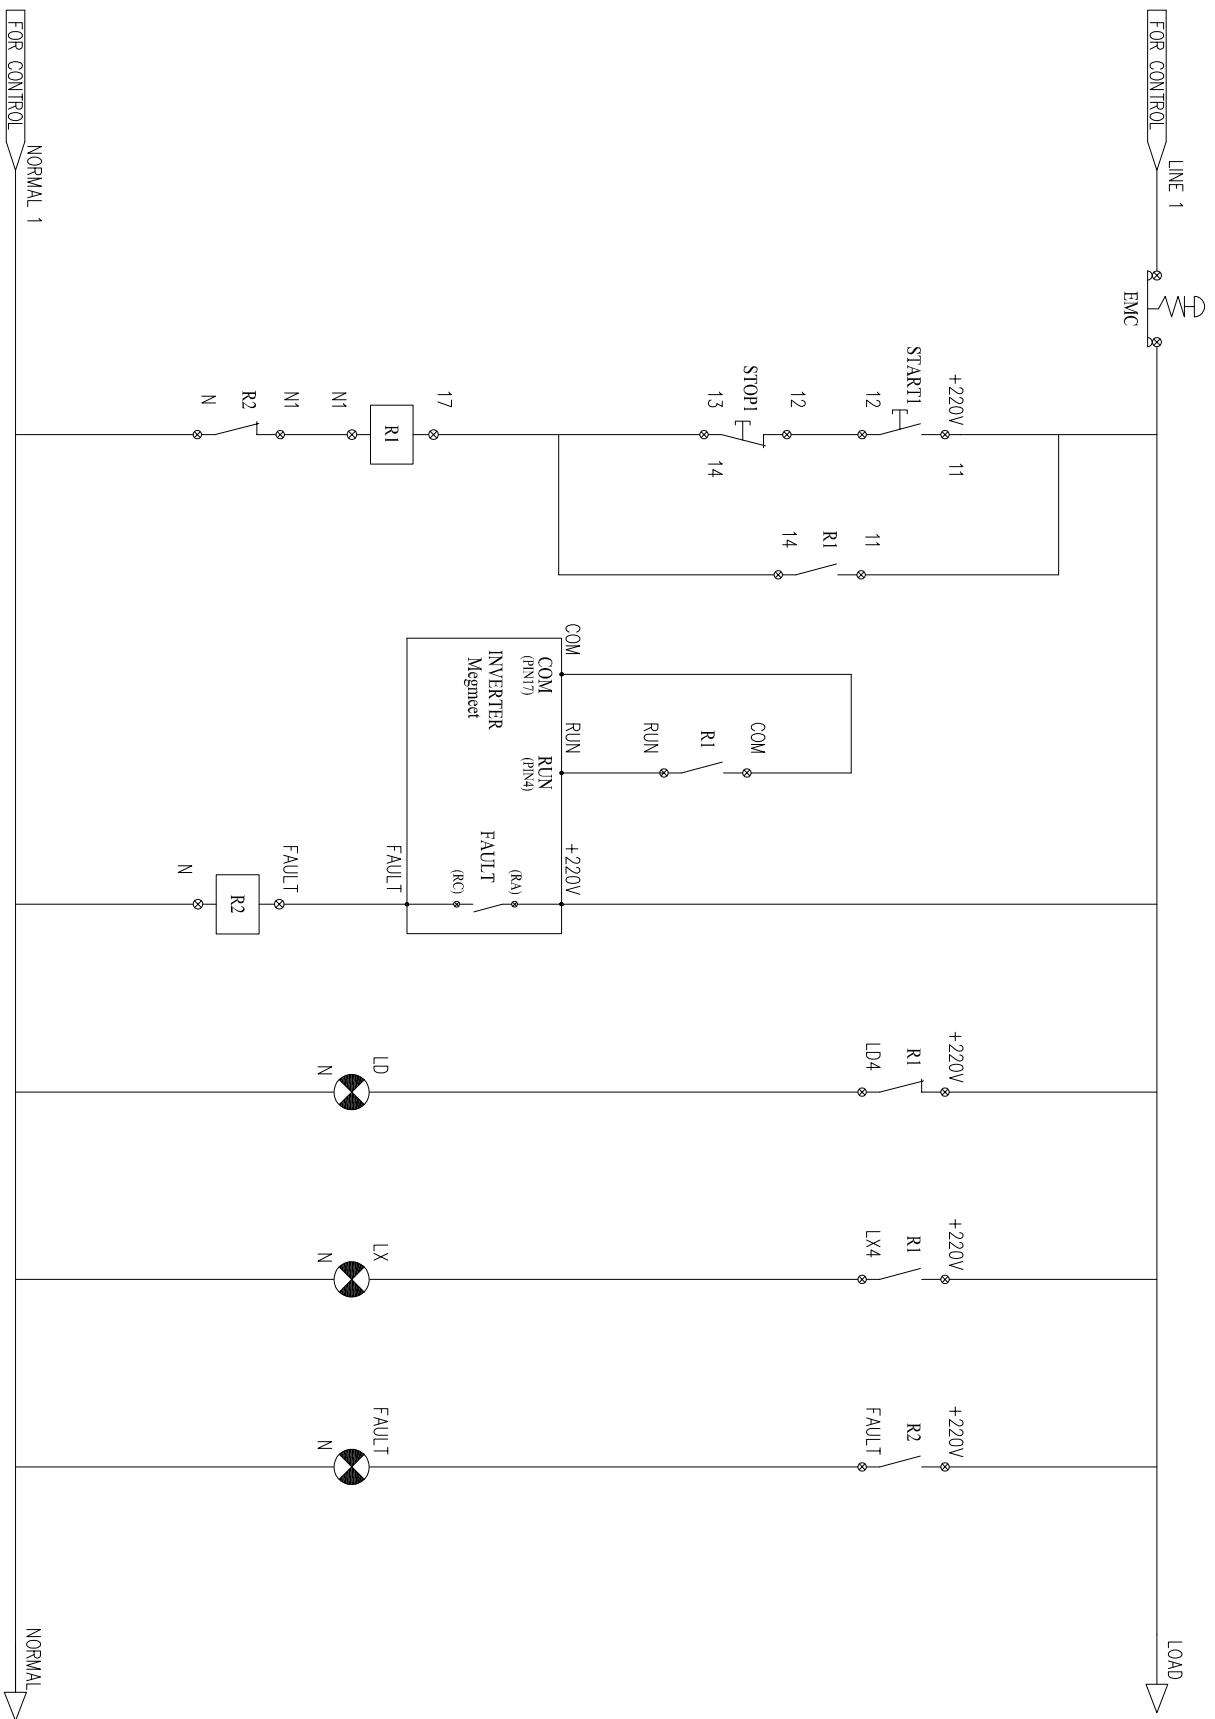 FOR CONTROL
LINE 1
EMC
LOAD
+220V
11
START1
12
12
STOP1
13
14
17
R1
N1
N1
R2
N
11
R1
14
COM
COM
(PIN17)
INVERTER
Megmeet
COM
R1
RUN
RUN
RUN
(PIN4)
+220V
(RA)
FAULT
(RC)
FAULT
FAULT
R2
N
+220V
R1
LD4
LD
N
+220V
R1
LX4
LX
N
+220V
R2
FAULT
FAULT
N
FOR CONTROL
NORMAL 1
NORMAL